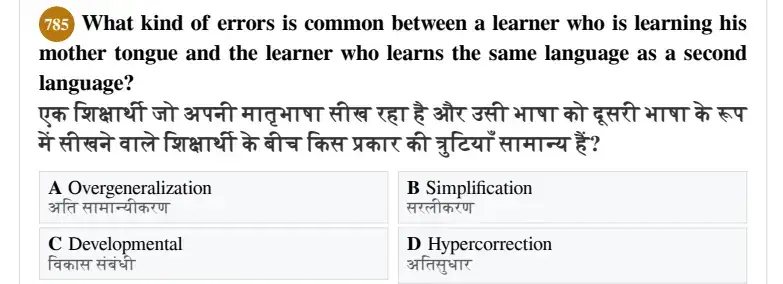 785 What kind of errors is common between a learner who is learning his
mother tongue and the learner who learns the same language as a second
language?
एक शिक्षार्थी जो अपनी मातृभाषा सीख रहा है और उसी भाषा को दूसरी भाषा के रूप
में सीखने वाले शिक्षार्थी के बीच किस प्रकार की त्रुटियाँ सामान्य हैं?
A Overgeneralization
अति सामान्यीकरण
B Simplification
सरलीकरण
C Developmental
विकास संबंधी
D Hypercorrection
अतिसुधार